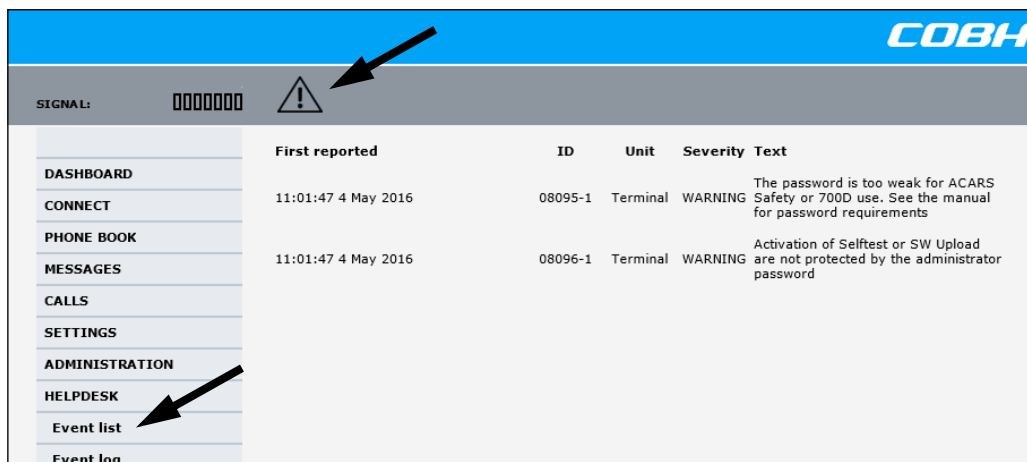 COBH
SIGNAL:
First reported ID Unit Severity Text
DASHBOARD
CONNECT
PHONE BOOK
MESSAGES
CALLS
SETTINGS
ADMINISTRATION
HELPDESK
Event list
Event log
11:01:47 4 May 2016 08095-1 Terminal WARNING The password is too weak for ACARS
Safety or 700D use. See the manual
for password requirements
11:01:47 4 May 2016 08096-1 Terminal WARNING Activation of Selftest or SW Upload
are not protected by the administrator
password